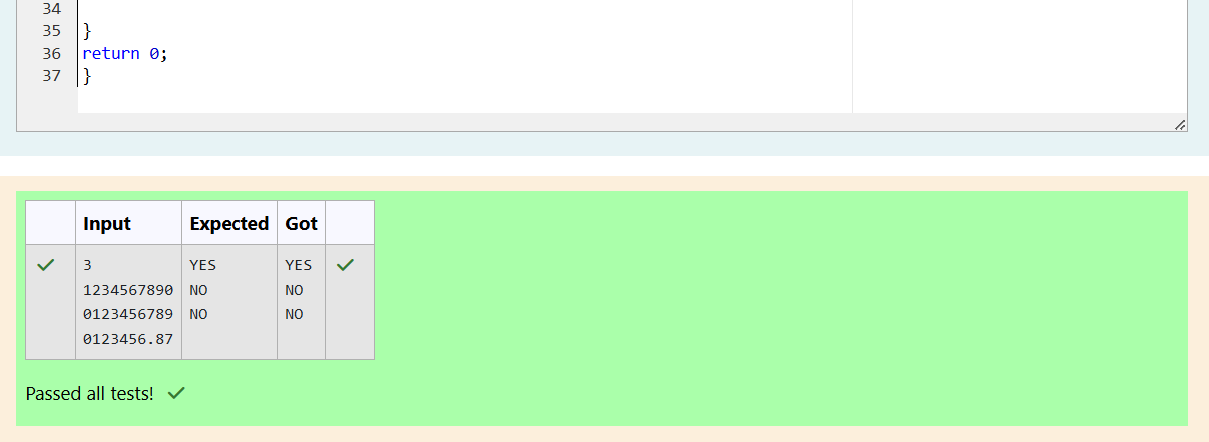 34
35 }
36 return 0;
37 }
Input Expected Got
3 YES YES
1234567890 NO NO
0123456789 NO NO
0123456.87
Passed all tests!